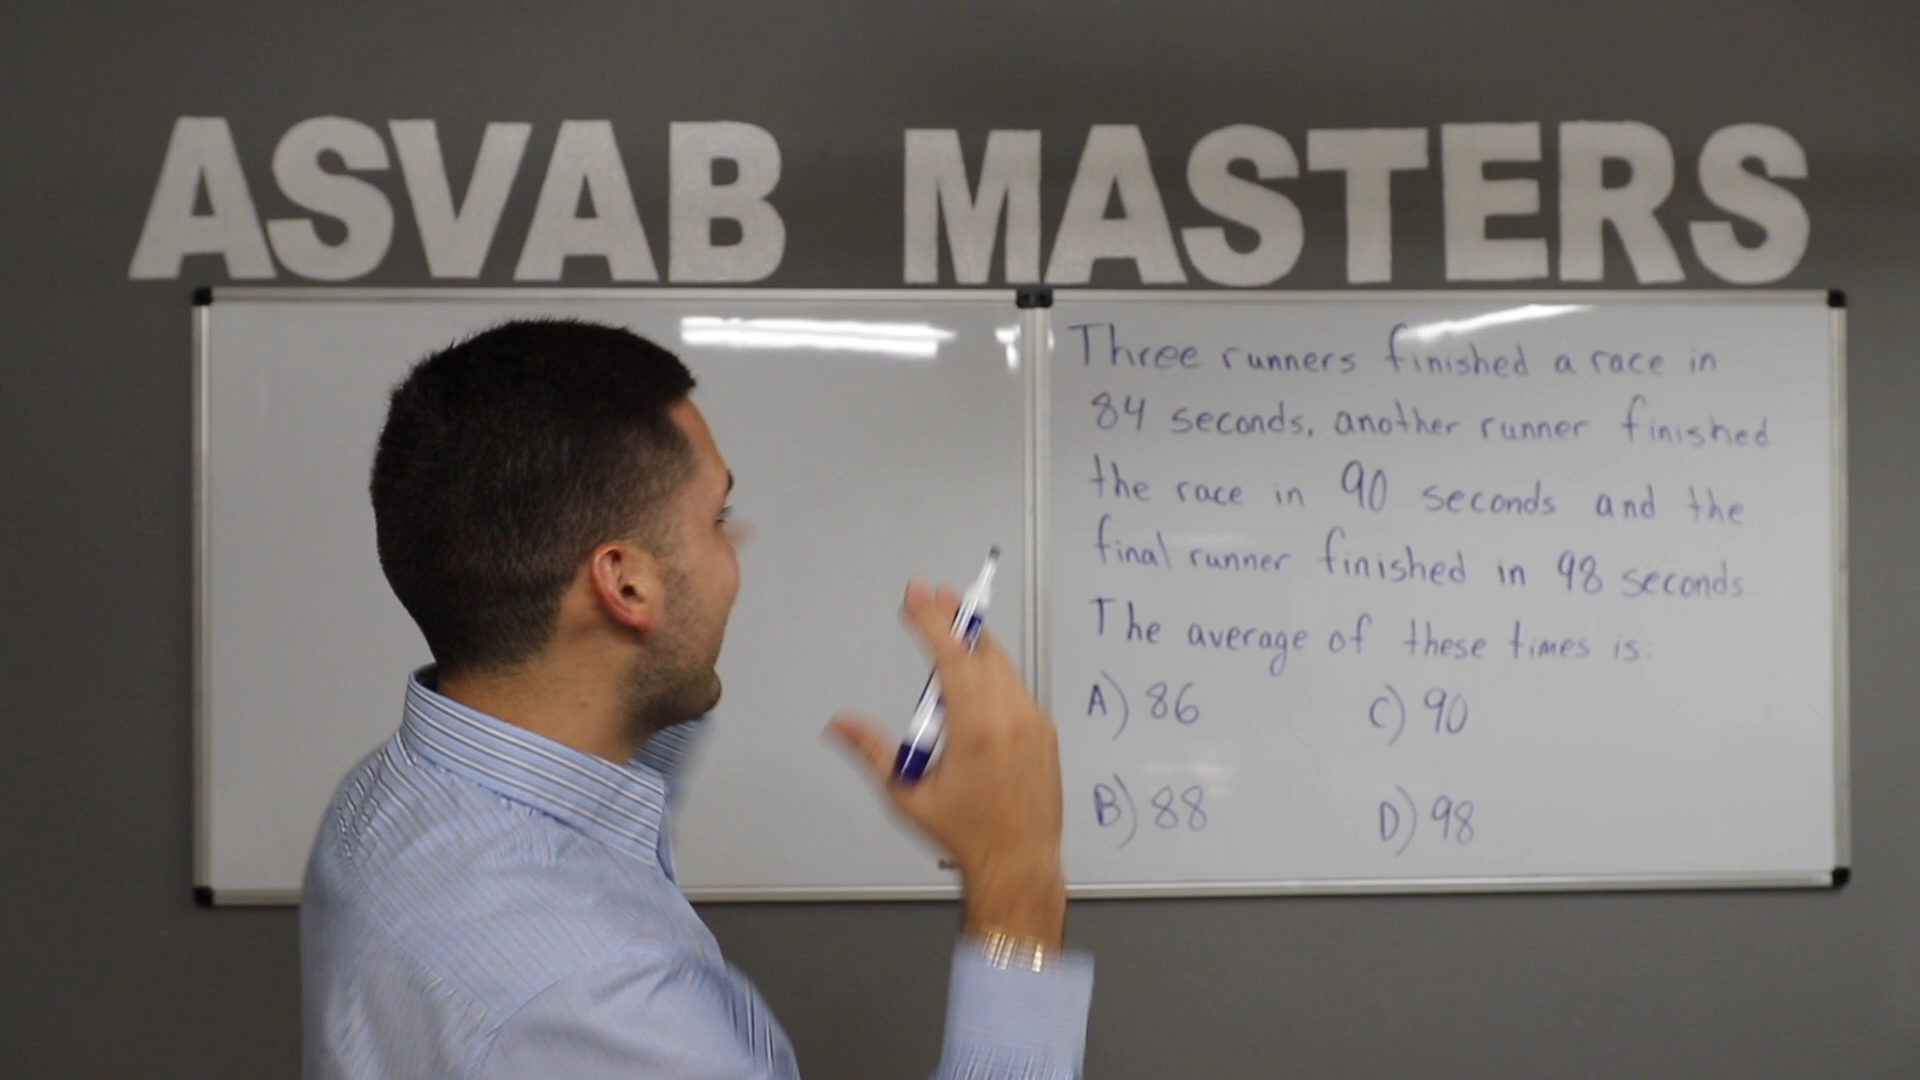 ASVAB MASTERS
Three runners finished a race in
84 seconds, another runner finished
the race in 90 seconds and the
final runner finished in 98 seconds
The average of these times is:
A) 86 C) 90
B) 88 D) 98